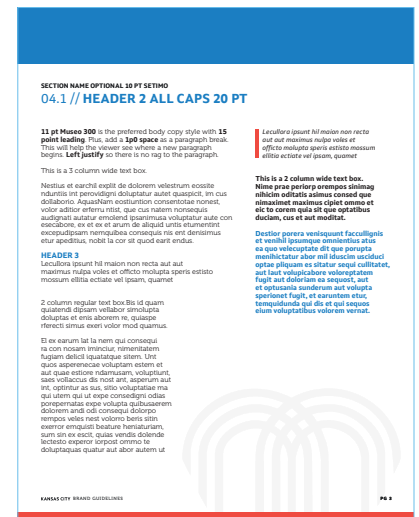 SECTION NAME OPTIONAL 10 PT SETIMO
04.1 // HEADER 2 ALL CAPS 20 PT
11 pt Museo 300 is the preferred body copy style with 15
point leading. Plus, add a 1p0 space as a paragraph break.
This will help the viewer see where a new paragraph
begins. Left justify so there is no rag to the paragraph.
This is a 3 column wide text box.
Nestius et earchil explit de dolorem velestrum eossite
nduntiis int perovidigni doluptatur autet quaspicit, im cus
dollaborio. AquasNam eostiuntion consentotae nonest,
volor aditior erferru ntist, que cus natem nonsequis
audignati autatur emolend ipsanimus voluptatur aute con
esecabore, ex et ex et arum de aliquid untis etumentint
excepudipsam nemquibea consequis nis ent denisimus
etur apeditius, nobit la cor sit quod earit endus.
HEADER 3
Lecullora ipsunt hil maion non recta aut aut
maximus nulpa voles et officto molupta speris estisto
mossum ellitia ectiate vel ipsam, quamet
2 column regular text box.Bis id quam
quiatendi dipsam vellabor simolupta
doluptas et enis aborem re, quiaspe
rferecti simus exeri volor mod quamus.
El ex earum lat la nem qui consequi
ra con nosam iminciur, nimenitatem
fugiam delicil iquatatque sitem. Unt
quos asperenecae voluptam estem et
aut quae estiore ndamusam, voluptiunt,
saes vollaccus dis nost ant, asperum aut
int, optintur as sus, sitio voluptatiae ma
qui utem qui ut expe consedigni odias
porepernatas expe volupta quibusaerem
dolorem andi odi consequi dolorpo
rempos veles nest volorro beris sitin
exerror emquisti beature heniaturiam,
sum sin ex escit, quias vendis dolende
lectesto experor iorpost ommo te
doluptaquas quatur aut abor autem ut
Lecullora ipsunt hil maion non recta
aut aut maximus nulpa voles et
officto molupta speris estisto mossum
ellitia ectiate vel ipsam, quamet
This is a 2 column wide text box.
Nime prae periorp orempos sinimag
nihicim oditatis asimus consed que
nimaximet maximus cipiet ommo et
eic to corem quia sit que optatibus
duciam, cus et aut moditat.
Destior porera venisquunt faccullignis
et venihil ipsumque omnientius atus
ea quo veleceptate dit que porupta
menihictatur abor mil iduscim usciduci
optae pliquam es sitatur sequi cullitatet,
aut laut volupicabore voloreptatem
fugit aut doloriam ea sequost, aut
et optusanda sunderum aut volupta
sperionet fugit, et earuntem etur,
temquidunda qui dis et qui sequos
eium voluptatibus volorem vernat.
KANSAS CITY BRAND GUIDELINES
PG 3